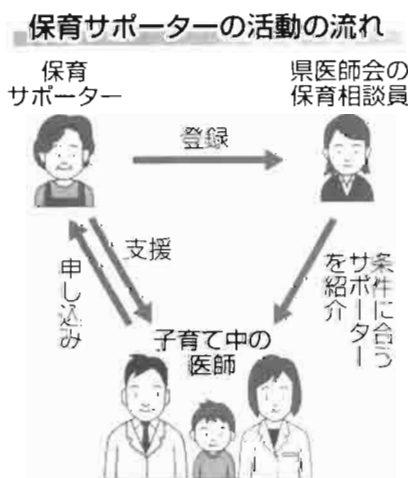 保育サポーターの活動の流れ
保育
サポーター
県医師会の
保育相談員
登録
支援
申し込み
条件に合う
サポーター
を紹介
子育て中の
医師